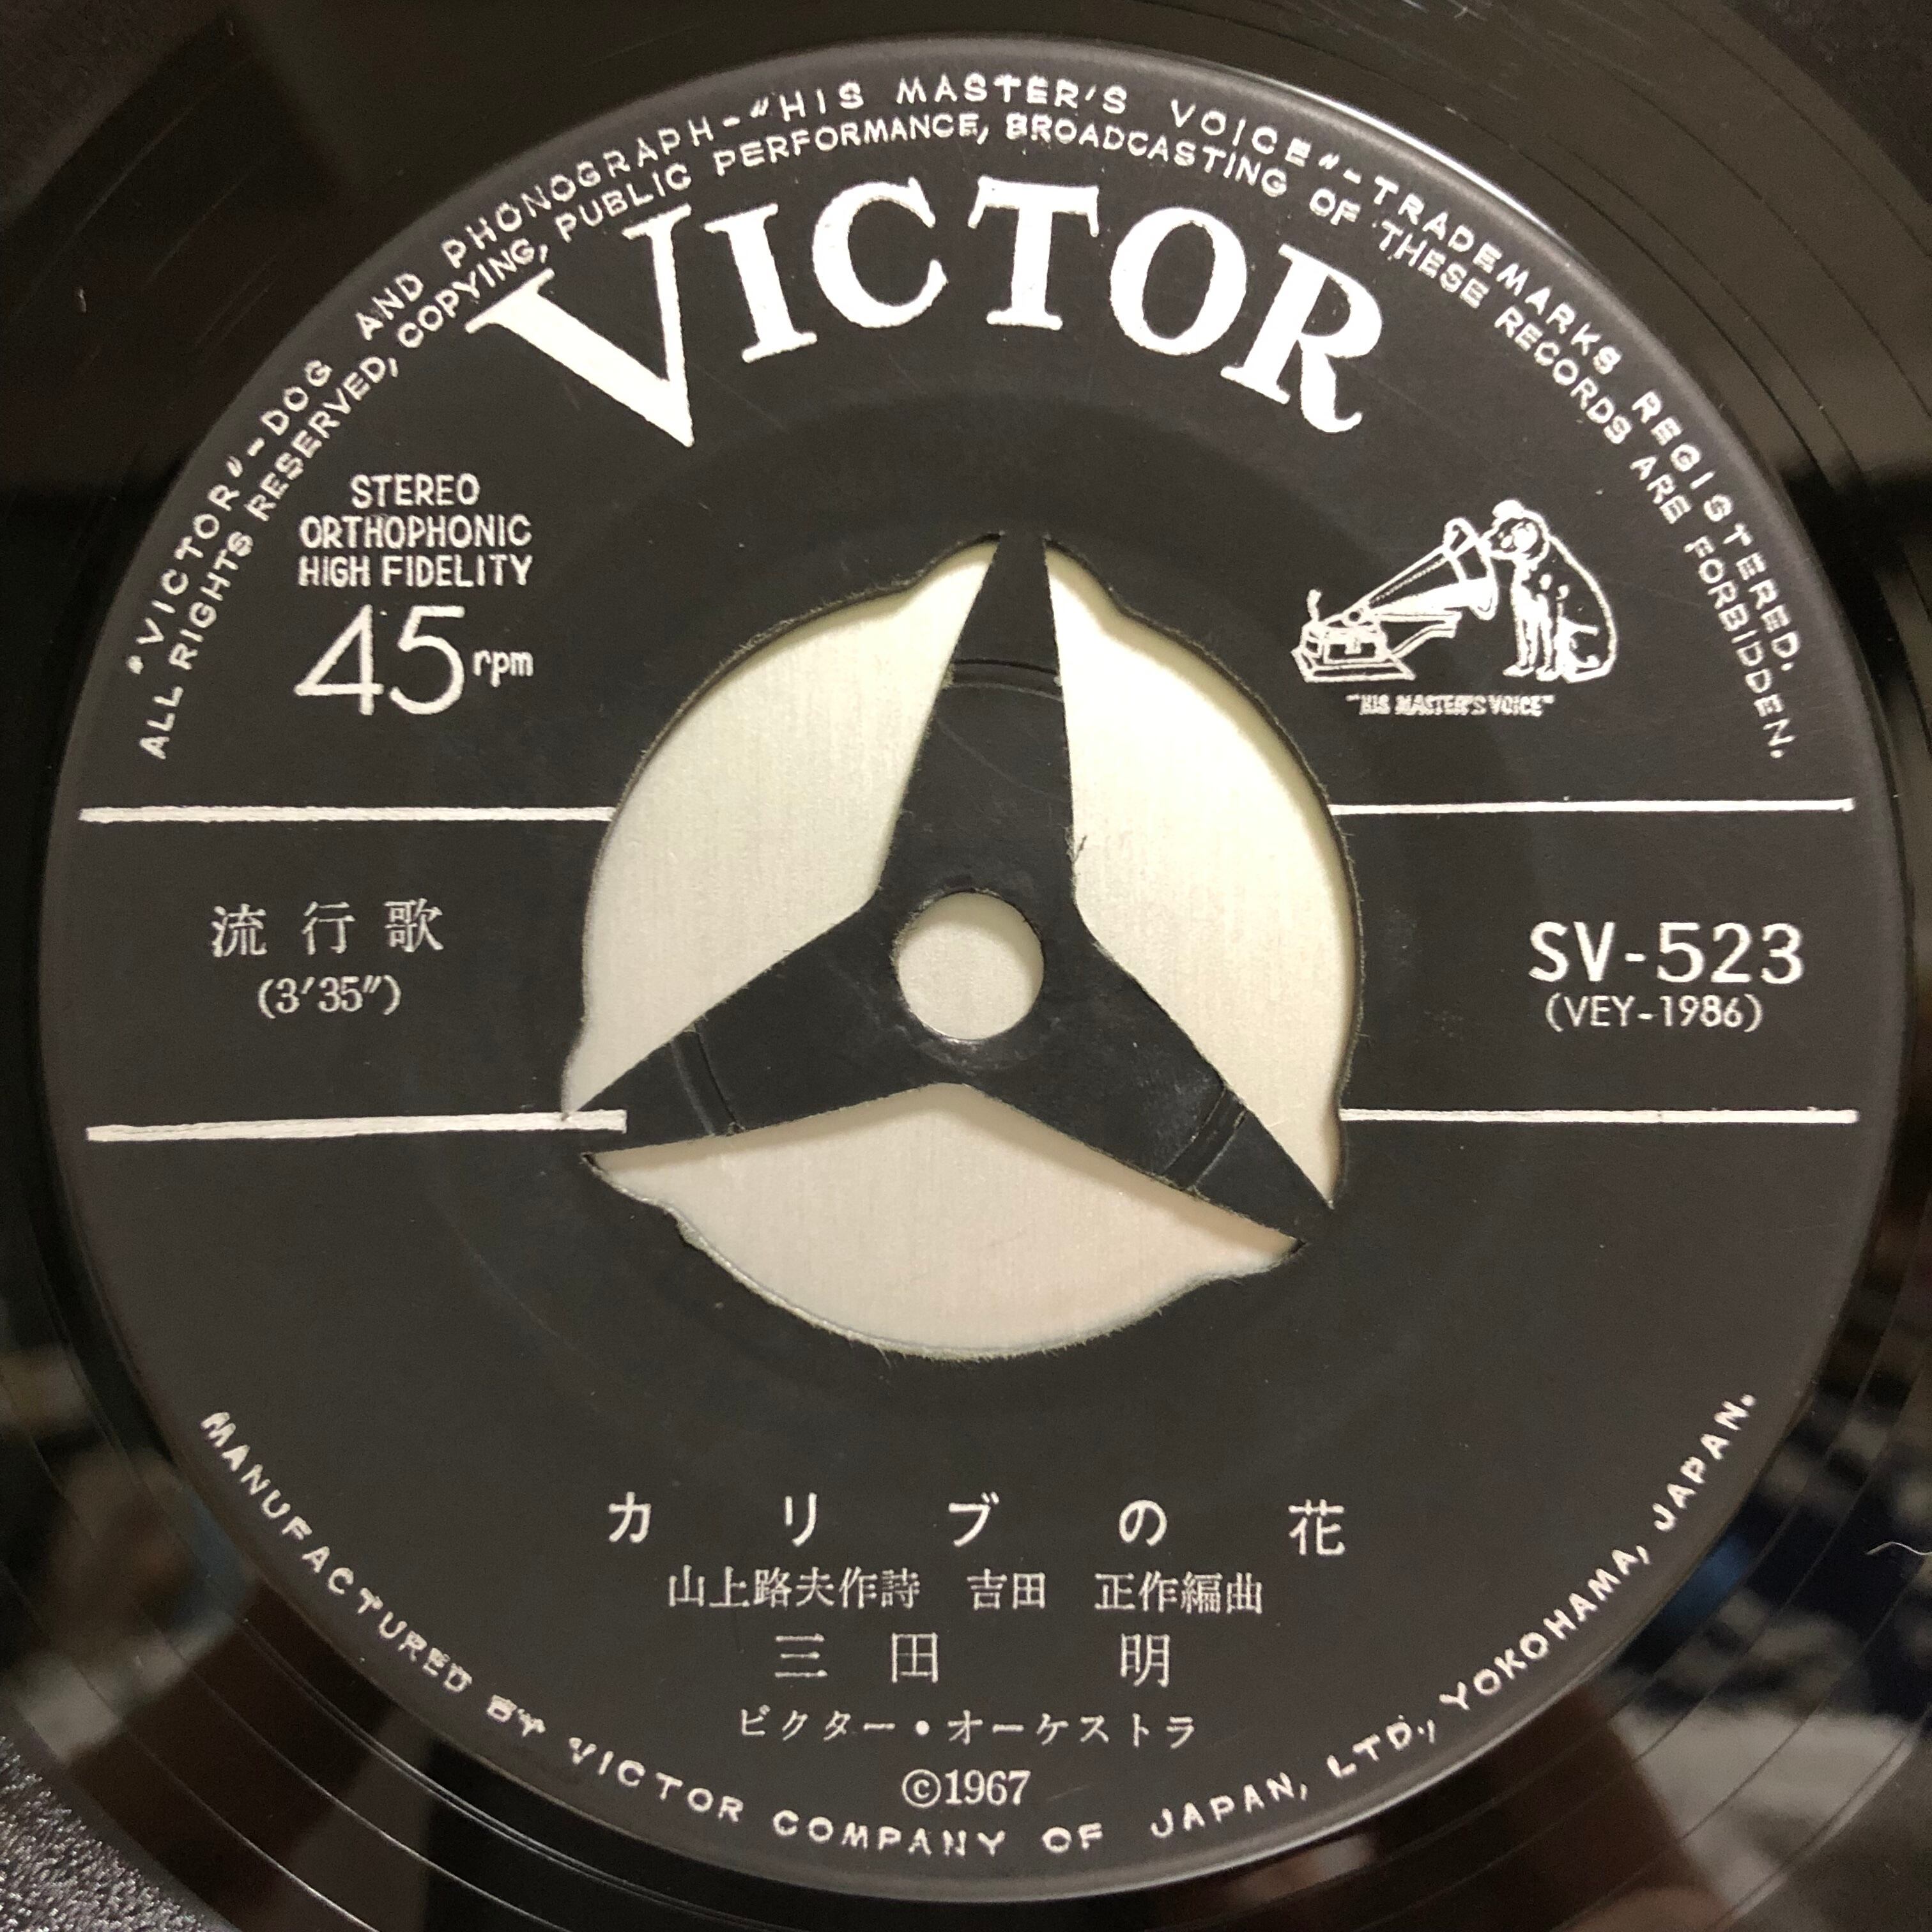 "VICTOR"-DOG AND PHONOGRAPH-"HIS MASTER'S VOICE"-TRADEMARKS REGISTERED.
ALL RIGHTS RESERVED, COPYING, PUBLIC PERFORMANCE, BROADCASTING OF THESE RECORDS ARE FORBIDDEN.
VICTOR
STEREO
ORTHOPHONIC
HIGH FIDELITY
45 rpm
"HIS MASTER'S VOICE"
流行歌
(3'35")
SV-523
(VEY-1986)
カリブの花
山上路夫作詩 吉田 正作編曲
三田 明
ビクター・オーケストラ
©1967
MANUFACTURED BY VICTOR COMPANY OF JAPAN, LTD., YOKOHAMA, JAPAN.